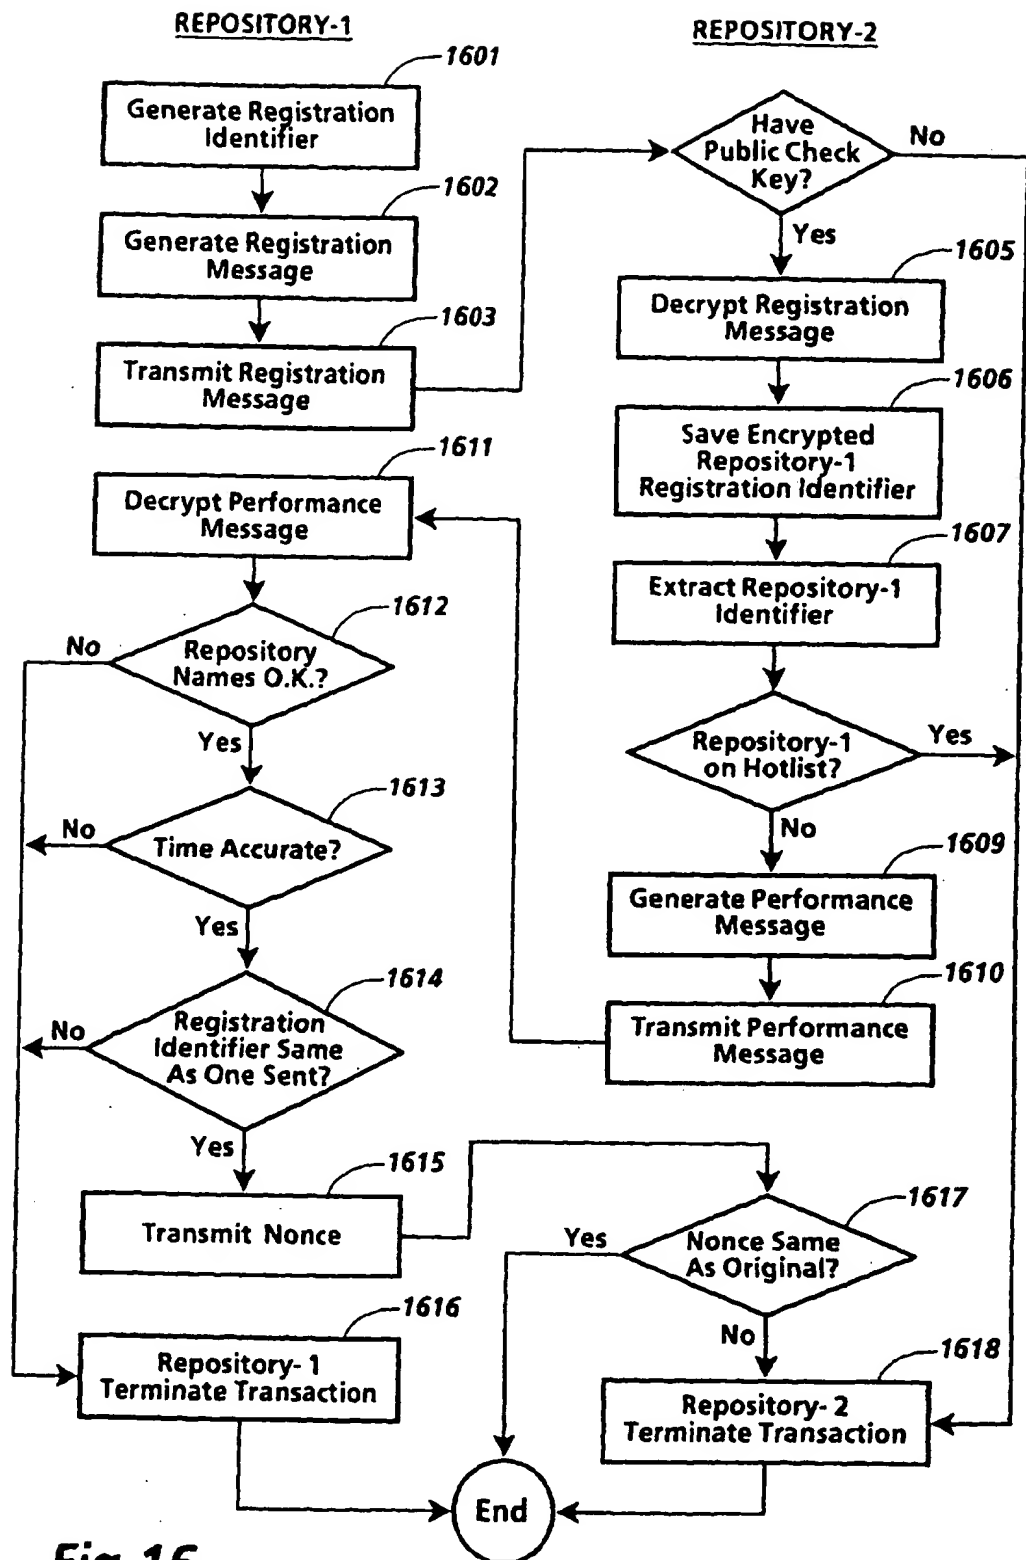 REPOSITORY-1
1601
Generate Registration
Identifier
1602
Generate Registration
Message
1603
Transmit Registration
Message
1611
Decrypt Performance
Message
1612
Repository
Names O.K.?
No
Yes
1613
Time Accurate?
No
Yes
1614
Registration
Identifier Same
As One Sent?
No
Yes
1615
Transmit Nonce
1616
Repository- 1
Terminate Transaction
REPOSITORY-2
Have
Public Check
Key?
No
Yes
1605
Decrypt Registration
Message
1606
Save Encrypted
Repository-1
Registration Identifier
1607
Extract Repository-1
Identifier
Repository-1
on Hotlist?
Yes
No
1609
Generate Performance
Message
1610
Transmit Performance
Message
1617
Nonce Same
As Original?
Yes
No
1618
Repository- 2
Terminate Transaction
End
Fig. 16